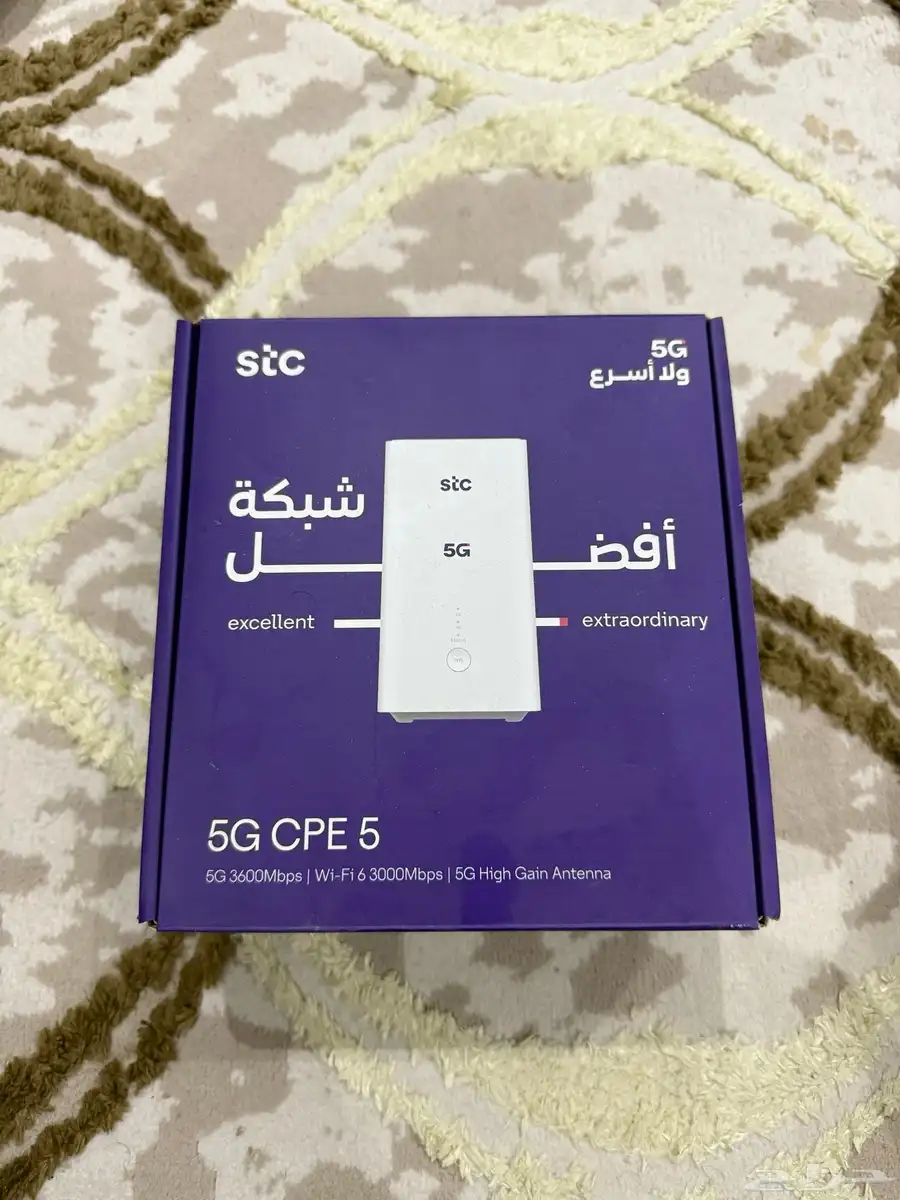 stc
5G
ولا أسرع
شبكة
أفضل
stc
5G
excellent
extraordinary
5G CPE 5
5G 3600Mbps | Wi-Fi 6 3000Mbps | 5G High Gain Antenna